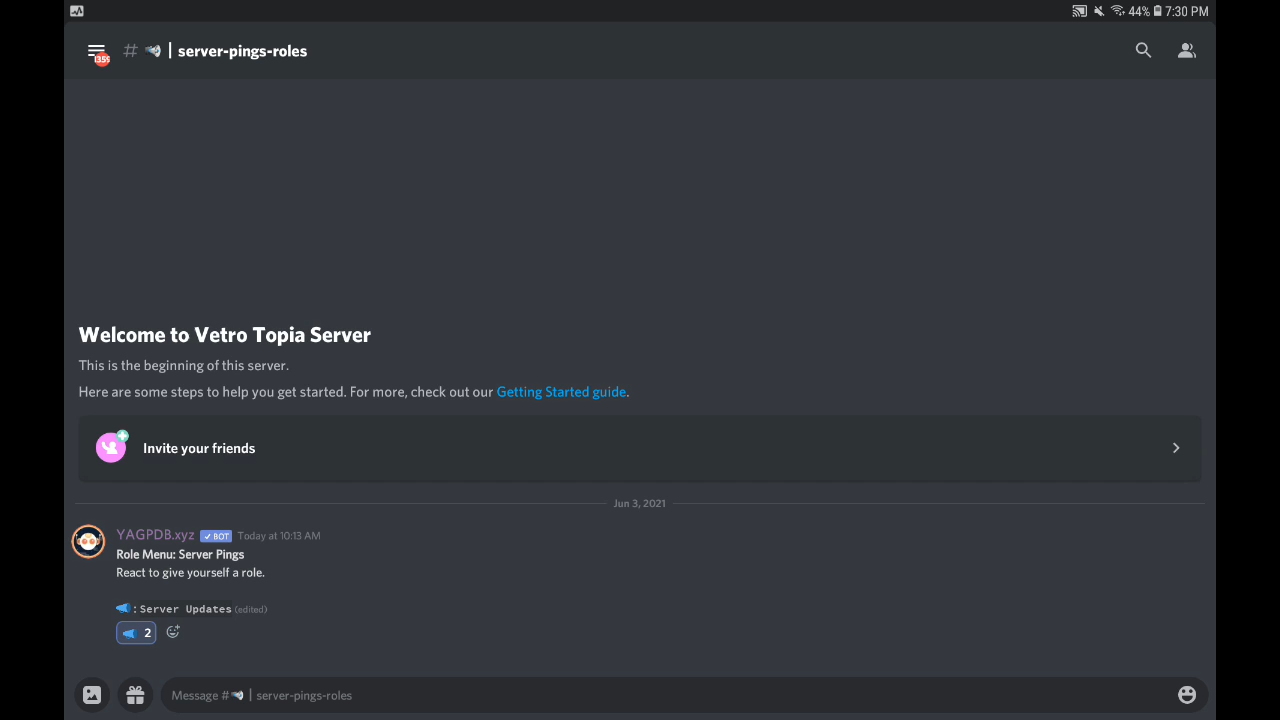 44% 7:30 PM
# | server-pings-roles
Welcome to Vetro Topia Server
This is the beginning of this server.
Here are some steps to help you get started. For more, check out our Getting Started guide.
Invite your friends
Jun 3, 2021
YAGPDB.xyz ✓ BOT Today at 10:13 AM
Role Menu: Server Pings
React to give yourself a role.
: Server Updates (edited)
2
Message # | server-pings-roles